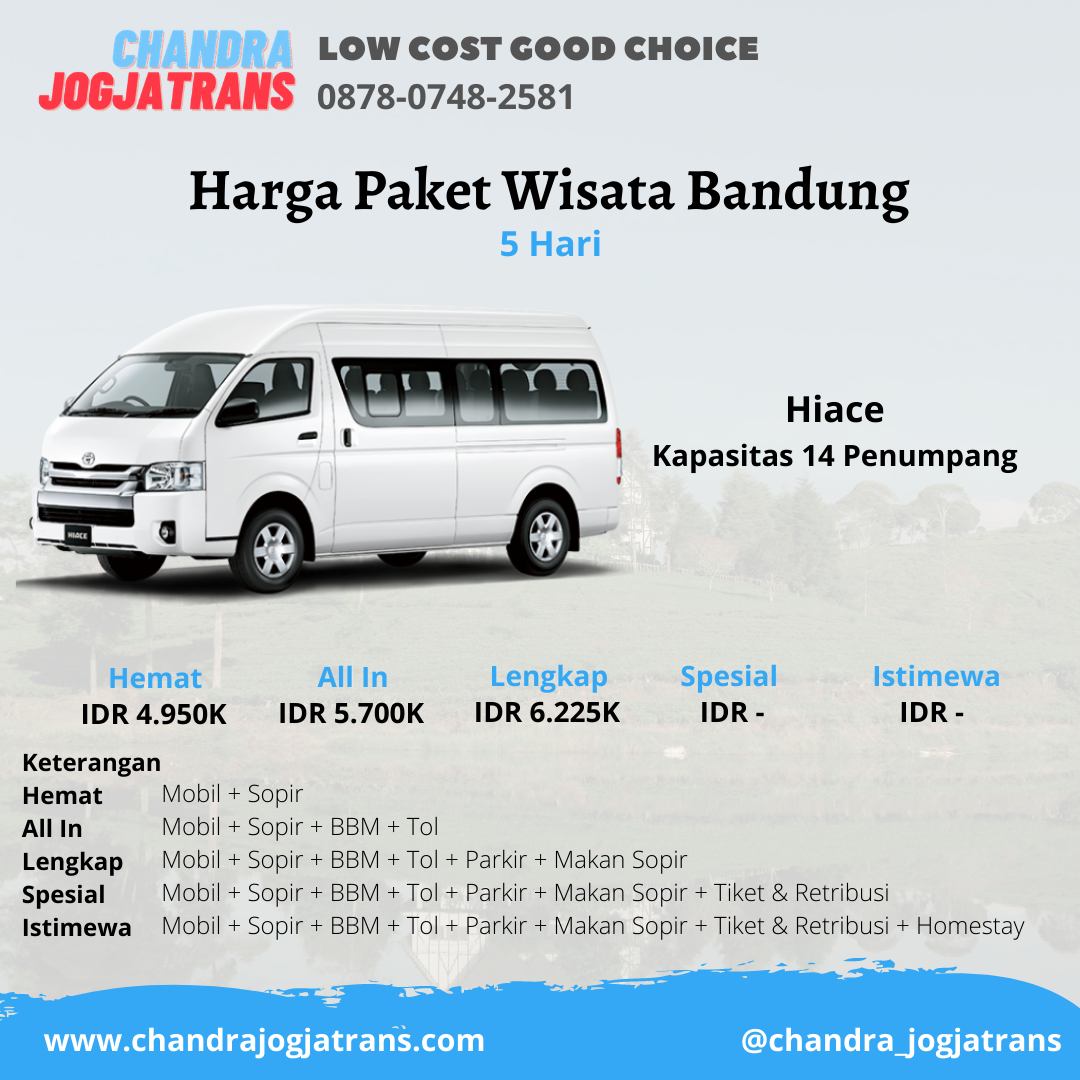 CHANDRA
JOGJATRANS
LOW COST GOOD CHOICE
0878-0748-2581
Harga Paket Wisata Bandung
5 Hari
Hiace
Kapasitas 14 Penumpang
HIACE
Hemat All In Lengkap Spesial Istimewa
IDR 4.950K IDR 5.700K IDR 6.225K IDR - IDR -
Keterangan
Hemat Mobil + Sopir
All In Mobil + Sopir + BBM + Tol
Lengkap Mobil + Sopir + BBM + Tol + Parkir + Makan Sopir
Spesial Mobil + Sopir + BBM + Tol + Parkir + Makan Sopir + Tiket & Retribusi
Istimewa Mobil + Sopir + BBM + Tol + Parkir + Makan Sopir + Tiket & Retribusi + Homestay
www.chandrajogjatrans.com @chandra_jogjatrans